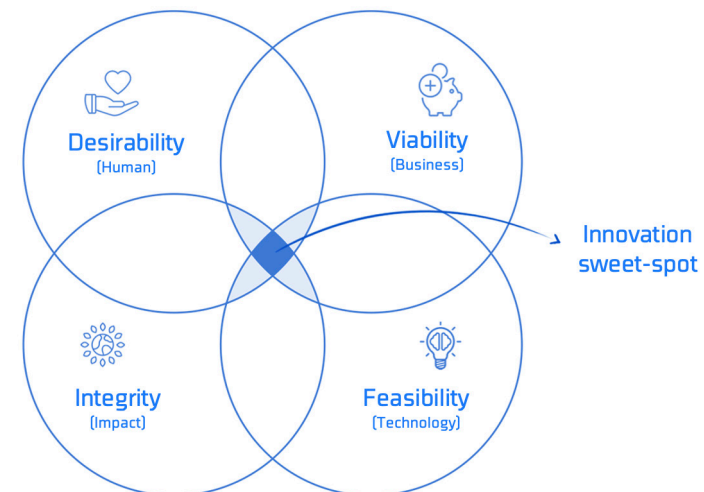 Desirability
(Human)
Viability
(Business)
Innovation
sweet-spot
Integrity
(Impact)
Feasibility
(Technology)